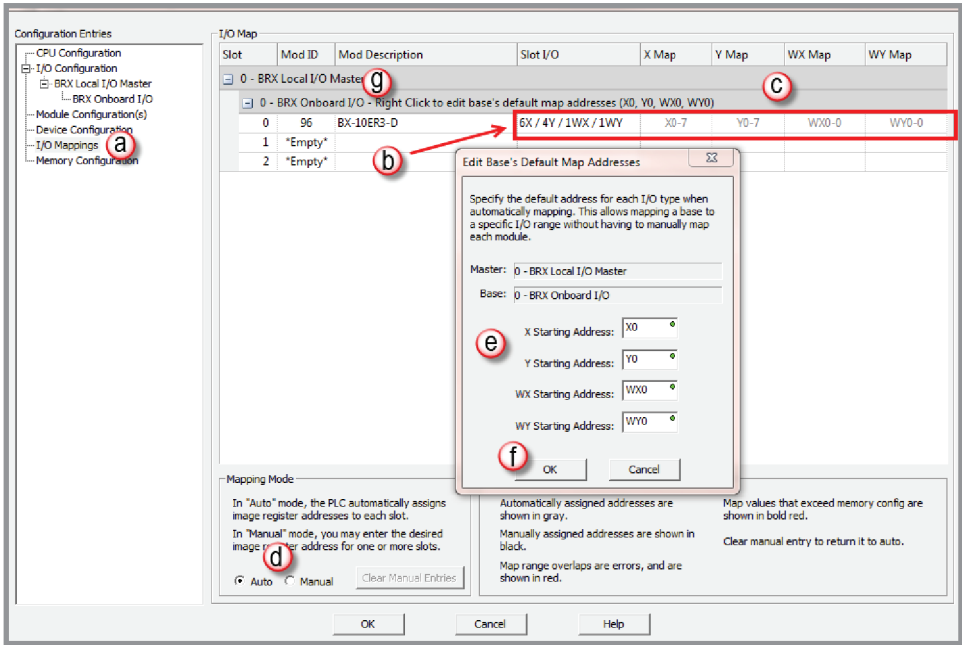 Configuration Entries
CPU Configuration
I/O Configuration
BRX Local I/O Master
BRX Onboard I/O
Module Configuration(s)
Device Configuration
I/O Mappings
Memory Configuration
a
I/O Map
Slot Mod ID Mod Description Slot I/O X Map Y Map WX Map WY Map
0 - BRX Local I/O Master
g
c
0 - BRX Onboard I/O - Right Click to edit base's default map addresses (X0, Y0, WX0, WY0)
0 96 BX-10ER3-D 6X / 4Y / 1WX / 1WY X0-7 Y0-7 WX0-0 WY0-0
1 *Empty*
2 *Empty*
b
Edit Base's Default Map Addresses
Specify the default address for each I/O type when
automatically mapping. This allows mapping a base to
a specific I/O range without having to manually map
each module.
Master: 0 - BRX Local I/O Master
Base: 0 - BRX Onboard I/O
e
X Starting Address: X0
Y Starting Address: Y0
WX Starting Address: WX0
WY Starting Address: WY0
f
OK Cancel
Mapping Mode
In "Auto" mode, the PLC automatically assigns
image register addresses to each slot.
In "Manual" mode, you may enter the desired
image register address for one or more slots.
d
Auto Manual Clear Manual Entries
Automatically assigned addresses are
shown in gray.
Manually assigned addresses are shown in
black.
Map range overlaps are errors, and are
shown in red.
Map values that exceed memory config are
shown in bold red.
Clear manual entry to return it to auto.
OK Cancel Help